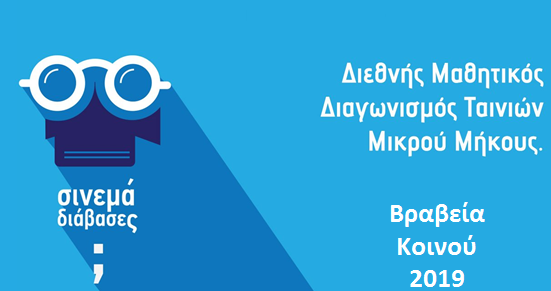 Διεθνής Μαθητικός
Διαγωνισμός Ταινιών
Μικρού Μήκους.
σινεμά
διάβασες
;
Βραβεία
Κοινού
2019